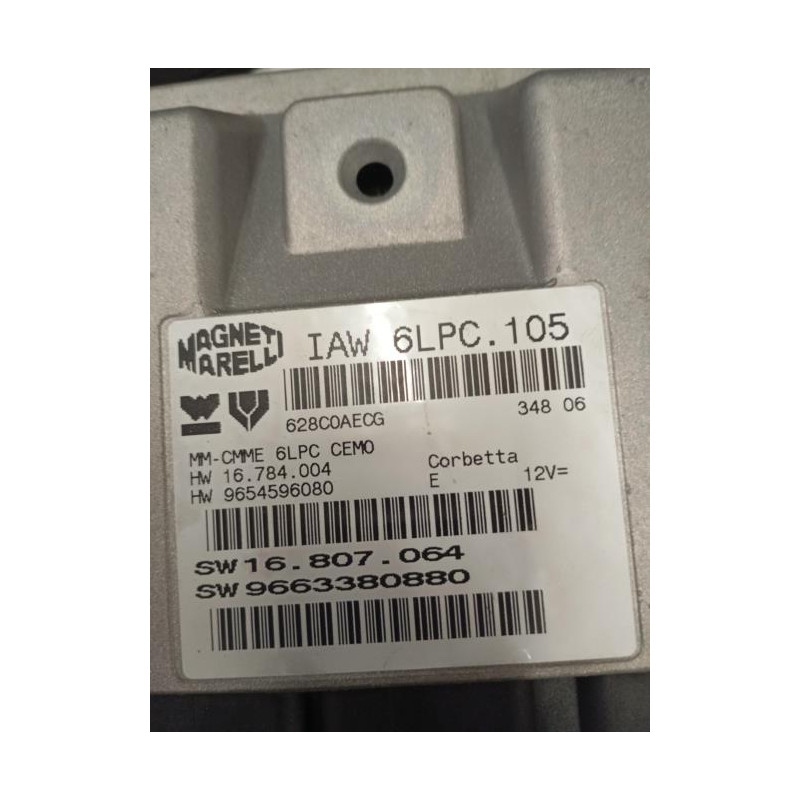 MAGNETI
MARELLI
IAW 6LPC.105
628C0AECG
348 06
MM-CMME 6LPC CEMO
HW 16.784.004
Corbetta
HW 9654596080
E
12V=
SW16.807.064
SW9663380880